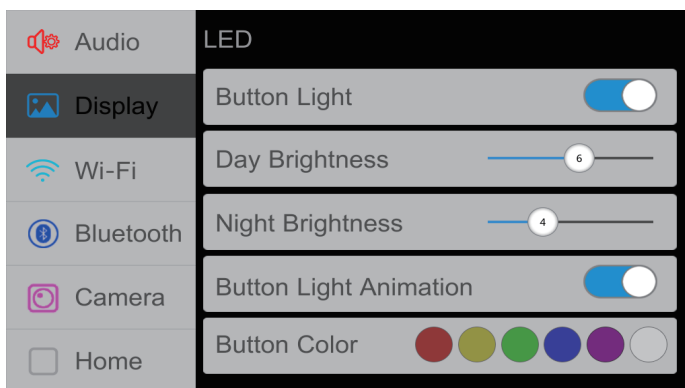 Audio
Display
Wi-Fi
Bluetooth
Camera
Home
LED
Button Light
Day Brightness 6
Night Brightness 4
Button Light Animation
Button Color